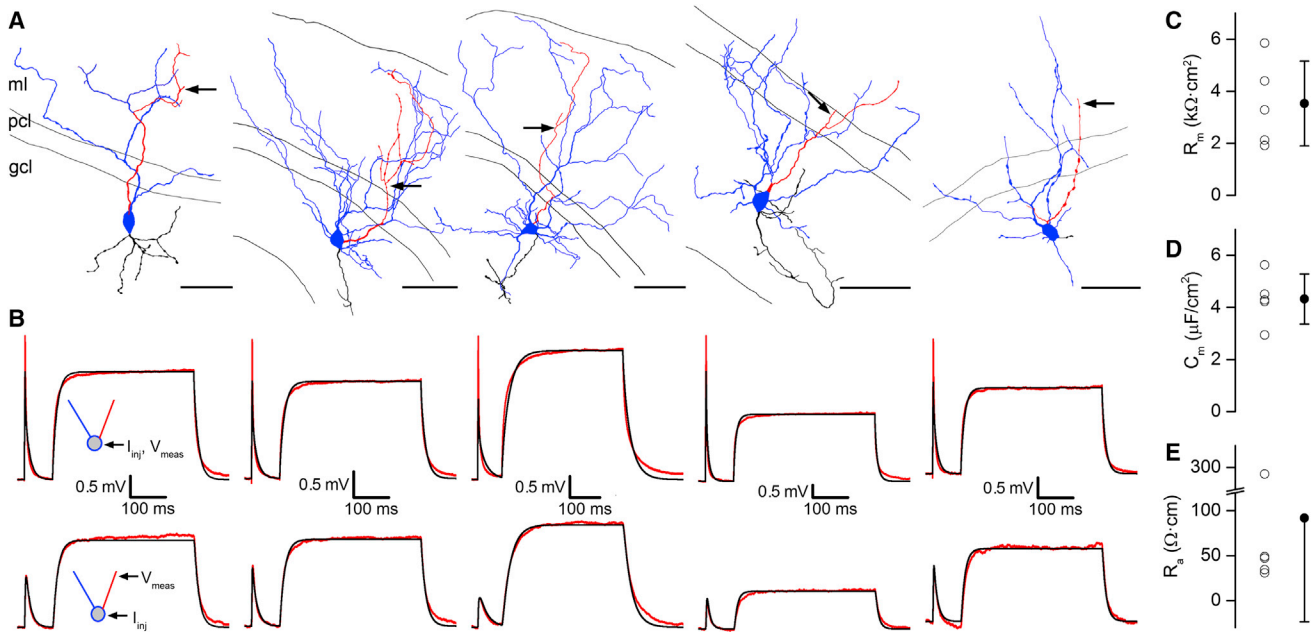 A
ml
pcl
gcl
B
I_inj, V_meas
0.5 mV
100 ms
0.5 mV
100 ms
0.5 mV
100 ms
0.5 mV
100 ms
0.5 mV
100 ms
V_meas
I_inj
C
R_m (kΩ·cm²)
6
4
2
0
D
C_m (µF/cm²)
6
4
2
0
E
R_a (Ω·cm)
300
100
50
0